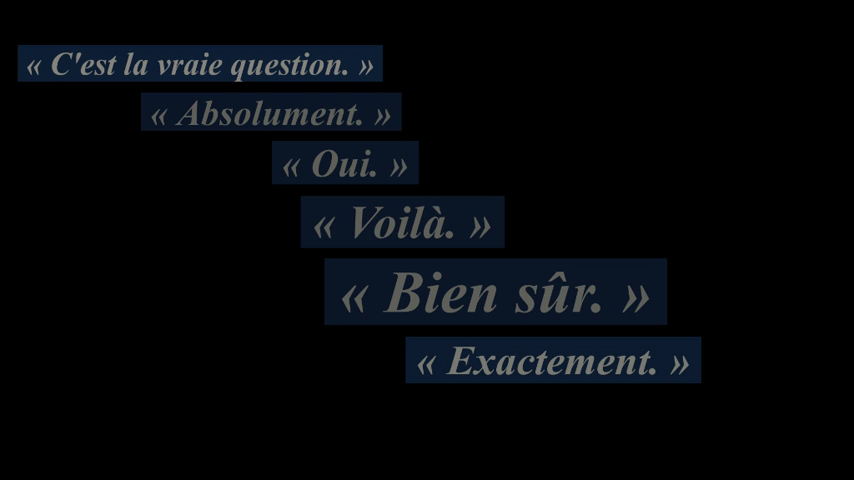 « C'est la vraie question. »
« Absolument. »
« Oui. »
« Voilà. »
« Bien sûr. »
« Exactement. »